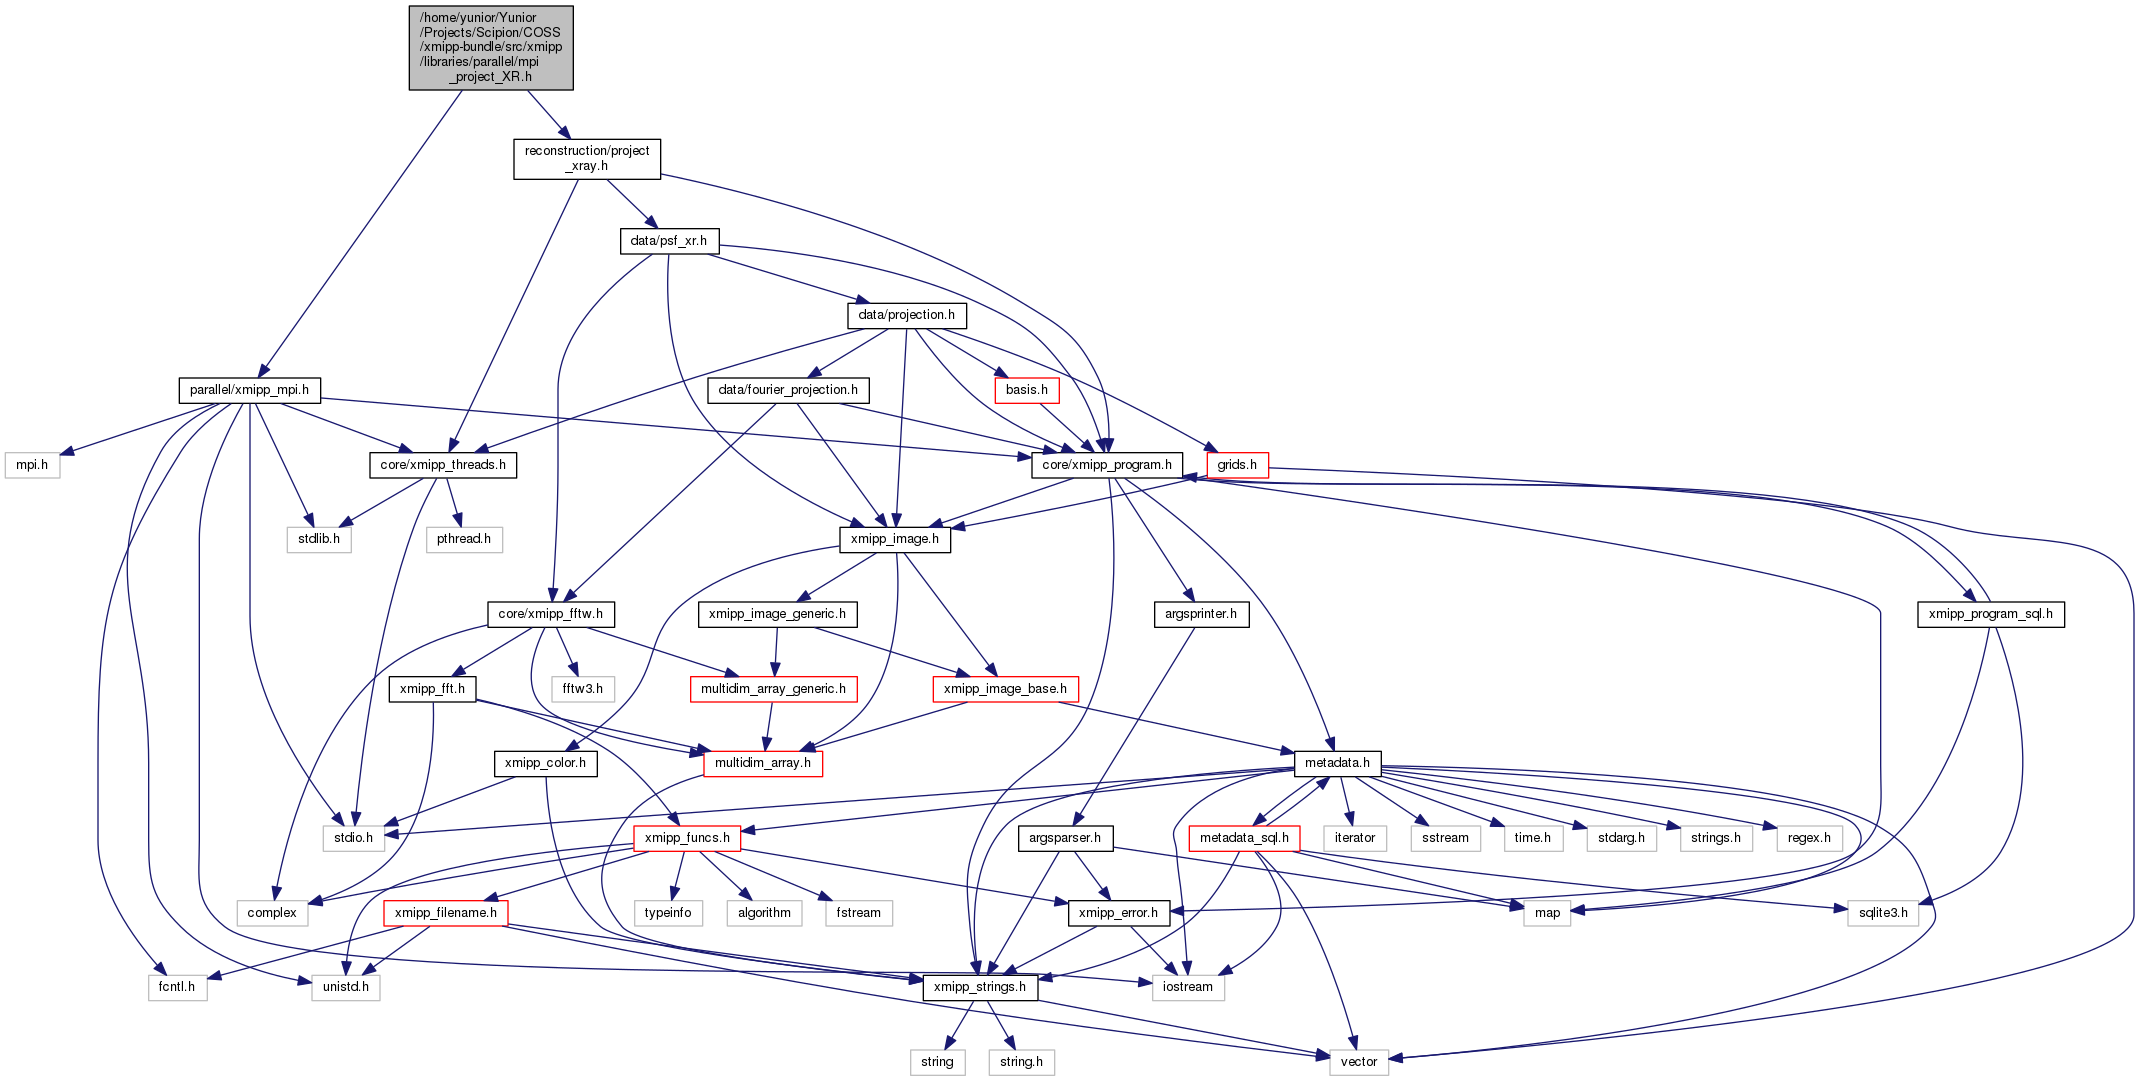 /home/yunior/Yunior
/Projects/Scipion/COSS
/xmipp-bundle/src/xmipp
/libraries/parallel/mpi
_project_XR.h
reconstruction/project
_xray.h
data/psf_xr.h
data/projection.h
parallel/xmipp_mpi.h
data/fourier_projection.h
basis.h
mpi.h
core/xmipp_threads.h
core/xmipp_program.h
grids.h
stdlib.h
pthread.h
xmipp_image.h
core/xmipp_fftw.h
xmipp_image_generic.h
argsprinter.h
xmipp_program_sql.h
xmipp_fft.h
fftw3.h
multidim_array_generic.h
xmipp_image_base.h
xmipp_color.h
multidim_array.h
metadata.h
stdio.h
xmipp_funcs.h
argsparser.h
metadata_sql.h
iterator
sstream
time.h
stdarg.h
strings.h
regex.h
complex
xmipp_filename.h
typeinfo
algorithm
fstream
xmipp_error.h
map
sqlite3.h
fcntl.h
unistd.h
xmipp_strings.h
iostream
string
string.h
vector